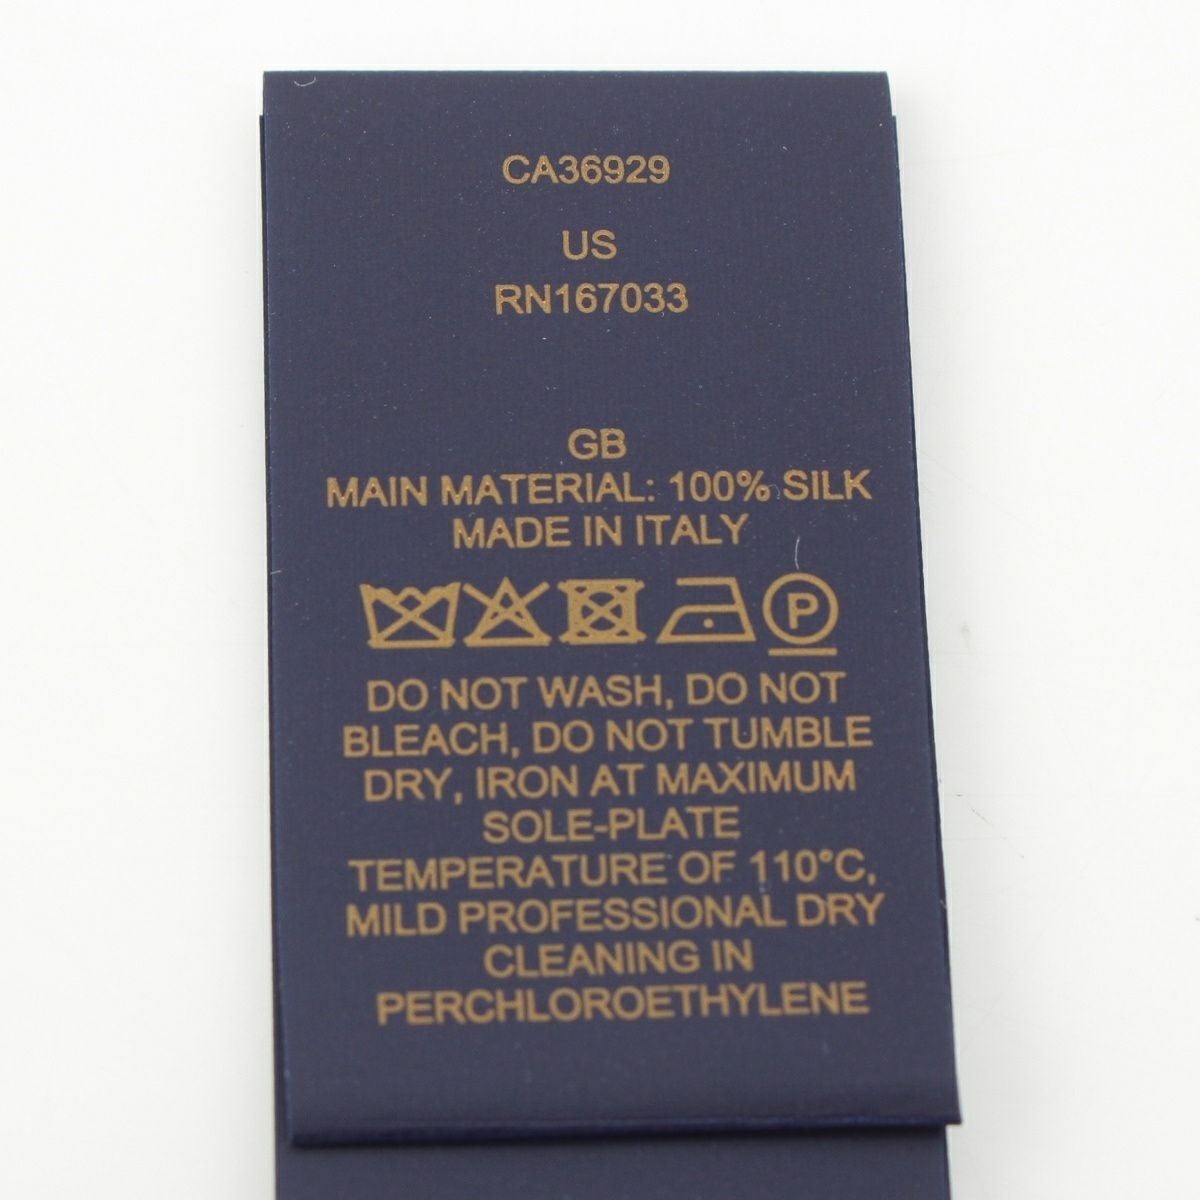 CA36929
US
RN167033
GB
MAIN MATERIAL: 100% SILK
MADE IN ITALY
P
DO NOT WASH, DO NOT
BLEACH, DO NOT TUMBLE
DRY, IRON AT MAXIMUM
SOLE-PLATE
TEMPERATURE OF 110°C,
MILD PROFESSIONAL DRY
CLEANING IN
PERCHLOROETHYLENE